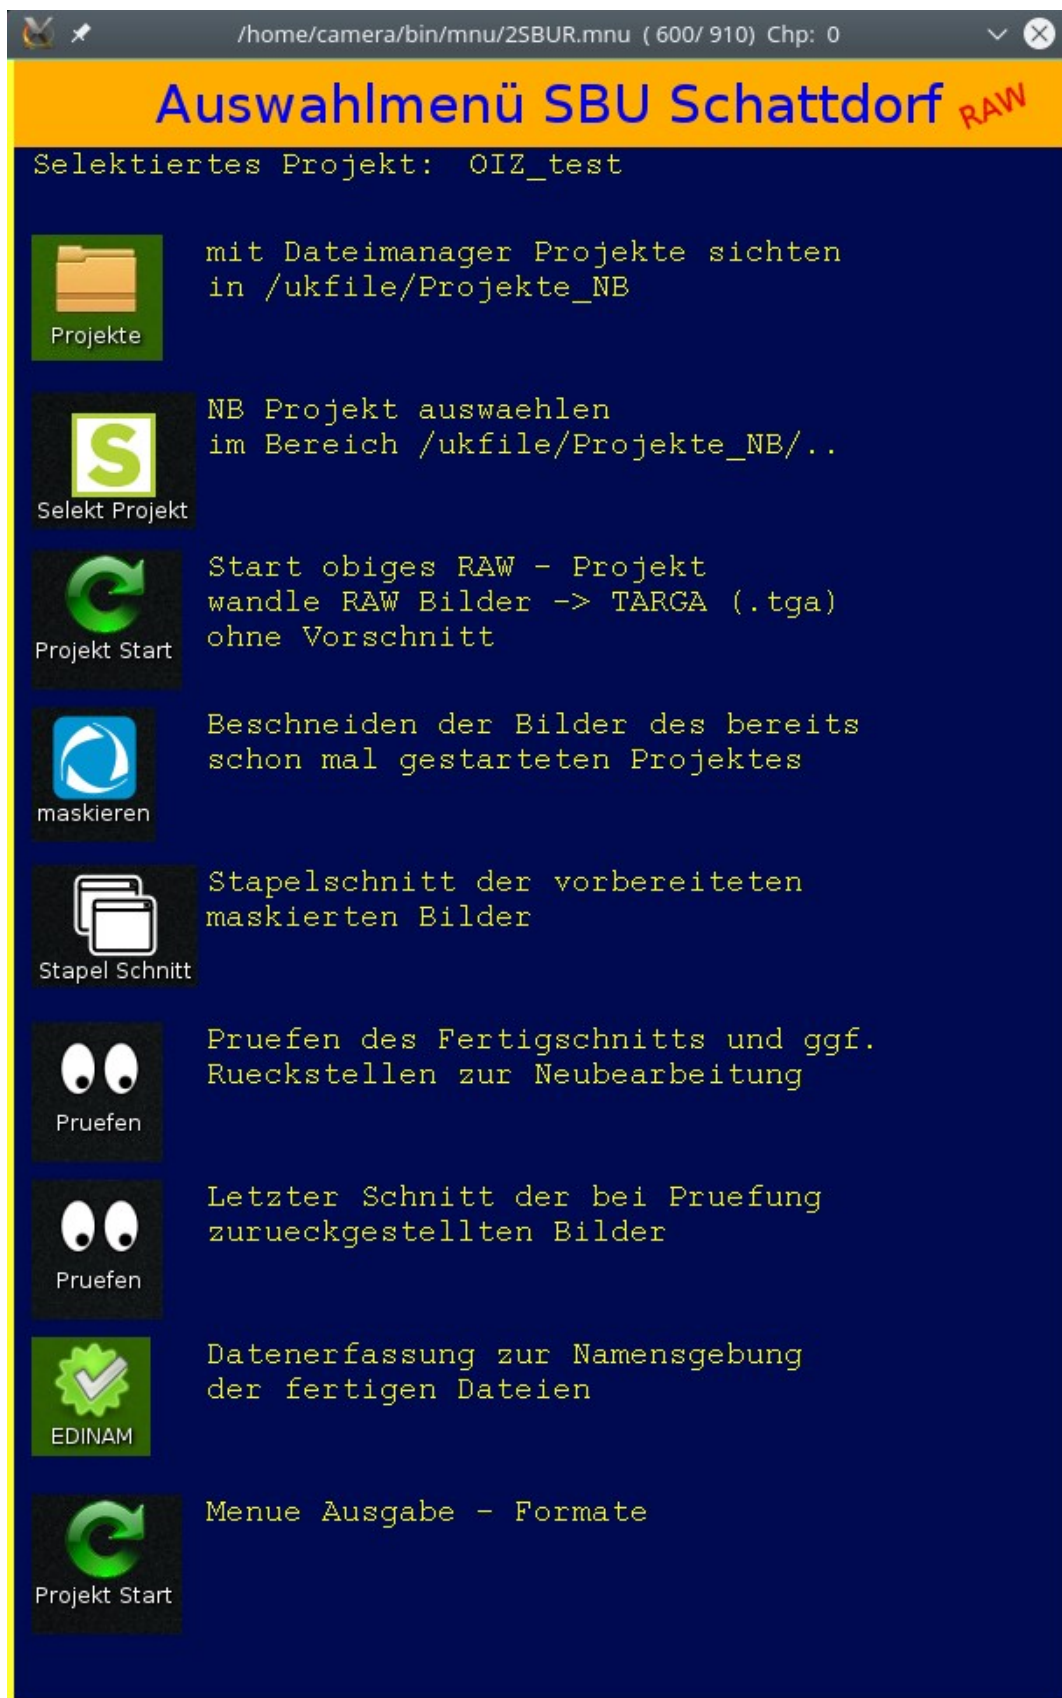 /home/camera/bin/mnu/2SBUR.mnu ( 600/ 910) Chp: 0
Auswahlmenü SBU Schattdorf RAW
Selektiertes Projekt: OIZ_test
mit Dateimanager Projekte sichten
in /ukfile/Projekte_NB
Projekte
NB Projekt auswaehlen
im Bereich /ukfile/Projekte_NB/..
S
Selekt Projekt
Start obiges RAW - Projekt
wandle RAW Bilder -> TARGA (.tga)
ohne Vorschnitt
Projekt Start
Beschneiden der Bilder des bereits
schon mal gestarteten Projektes
maskieren
Stapelschnitt der vorbereiteten
maskierten Bilder
Stapel Schnitt
Pruefen des Fertigschnitts und ggf.
Rueckstellen zur Neubearbeitung
Pruefen
Letzter Schnitt der bei Pruefung
zurueckgestellten Bilder
Pruefen
Datenerfassung zur Namensgebung
der fertigen Dateien
EDINAM
Menue Ausgabe - Formate
Projekt Start